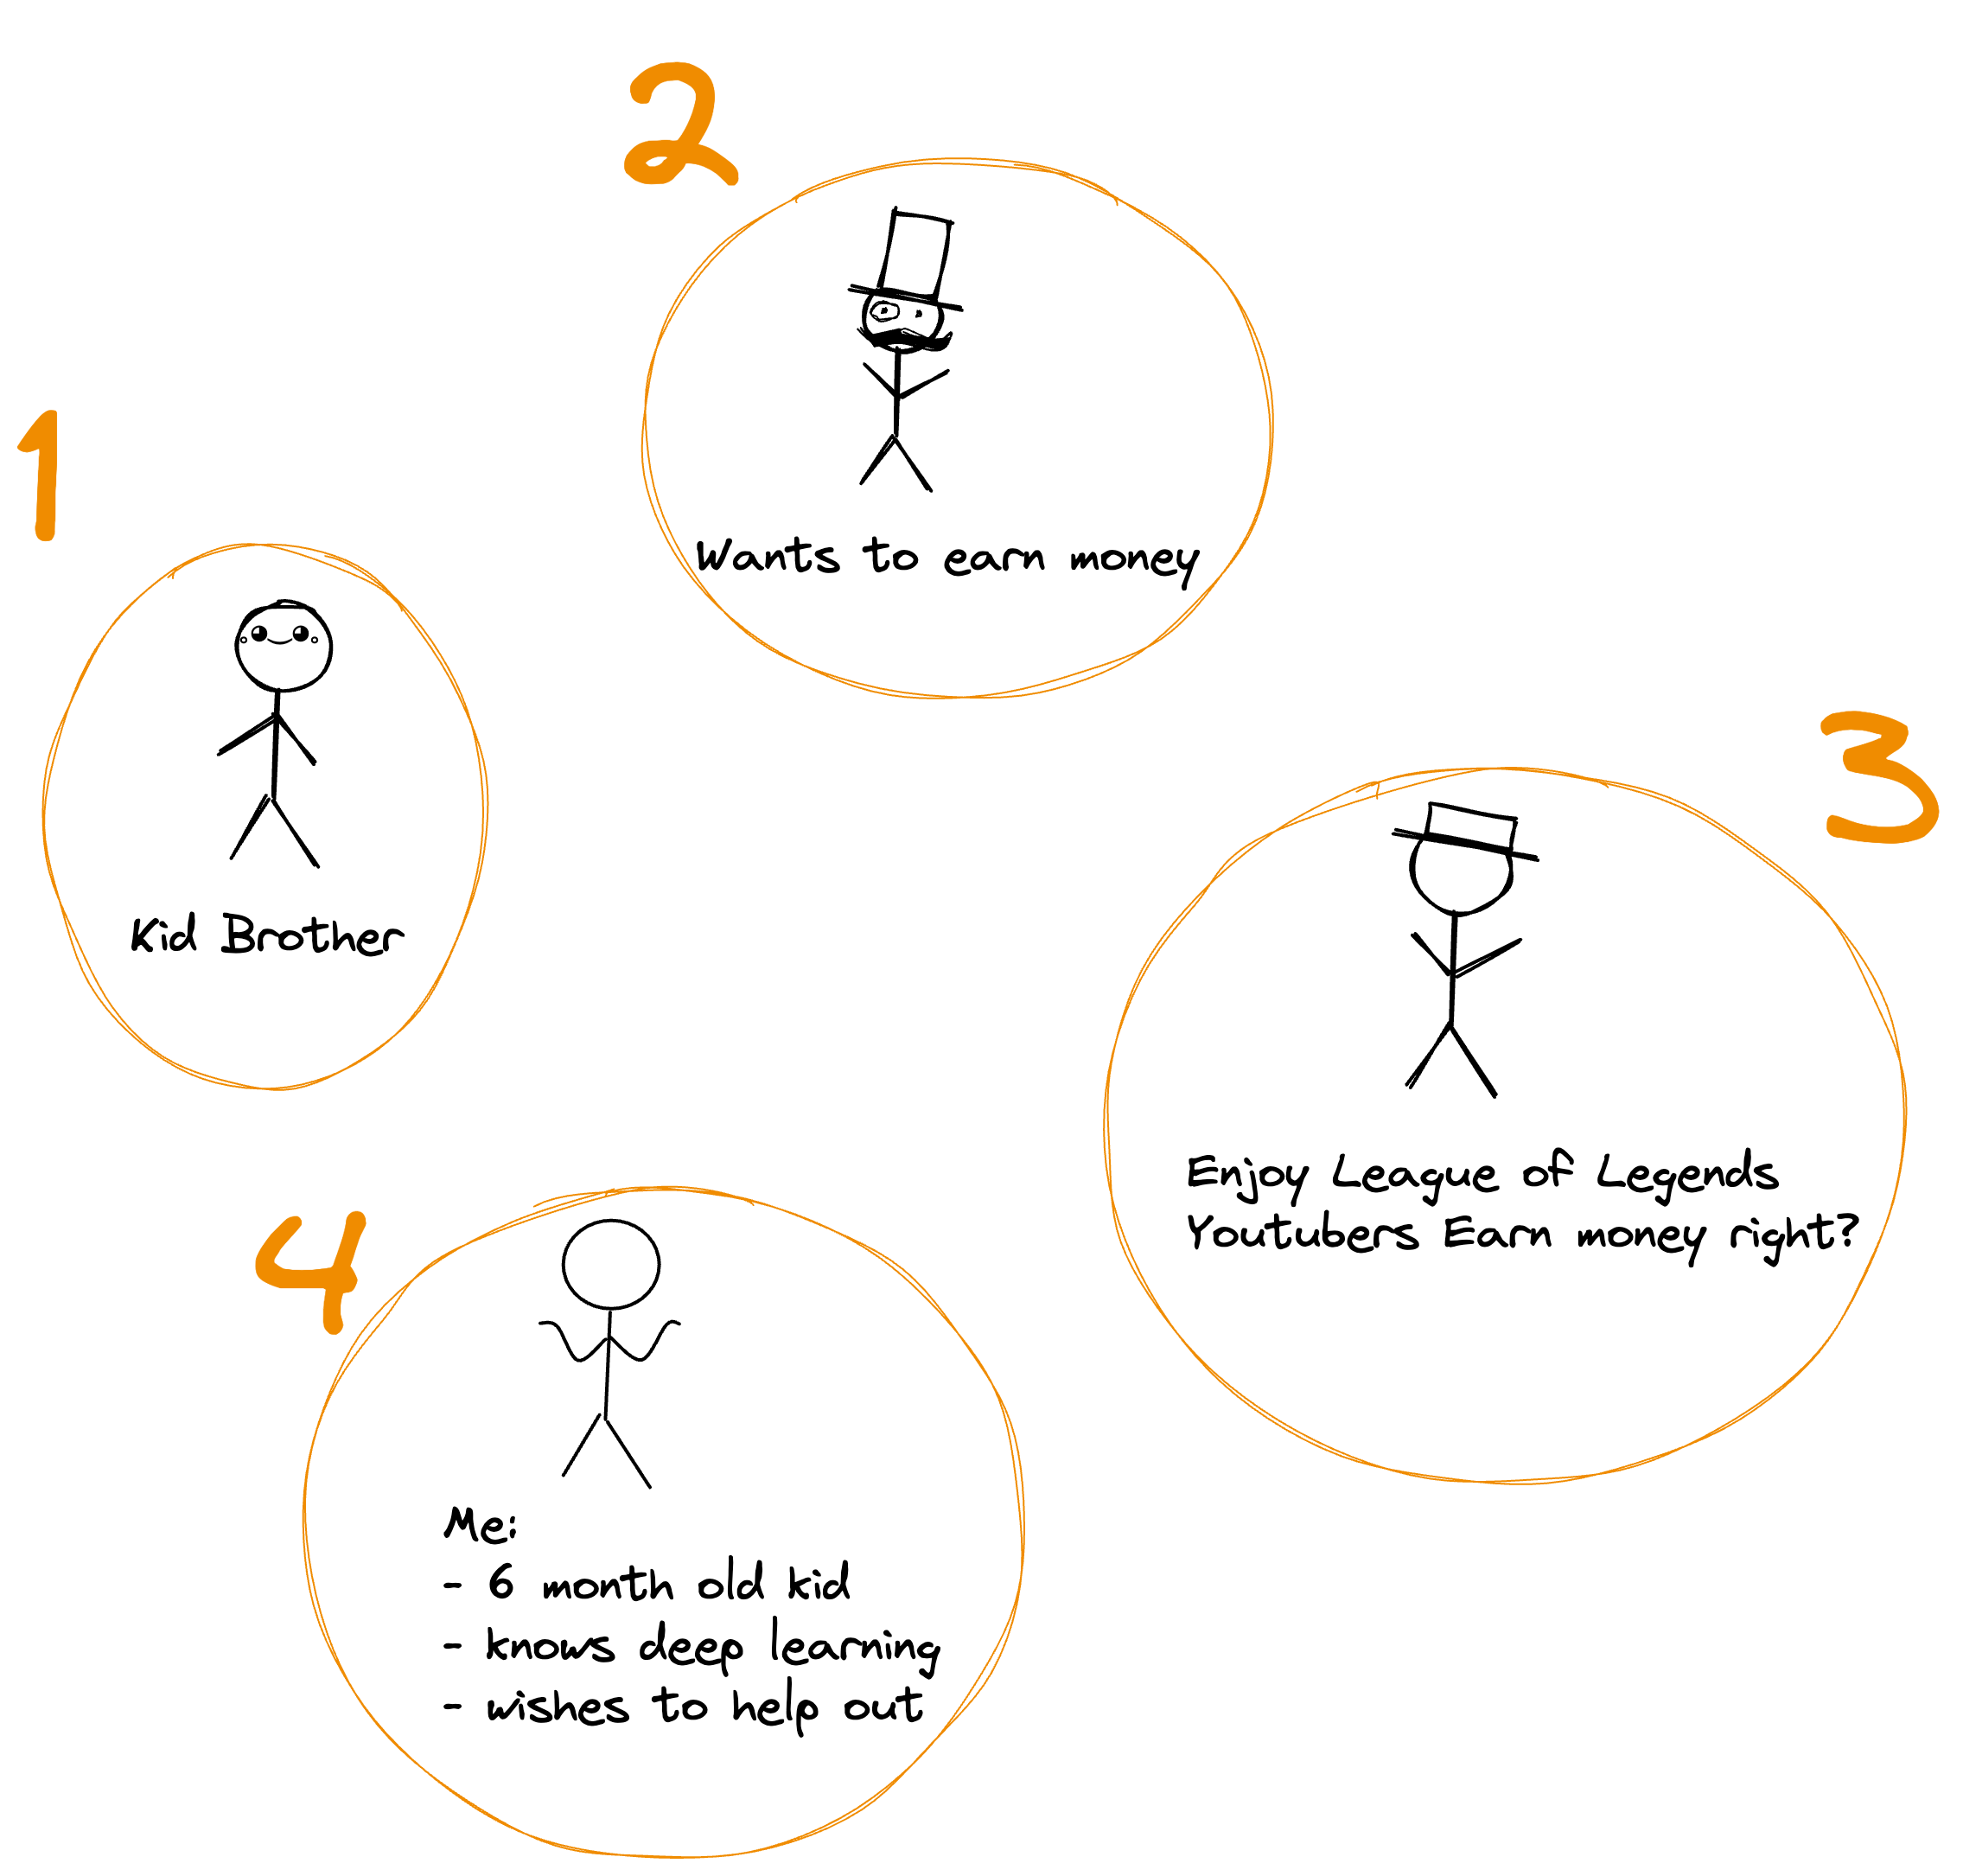 1
Kid Brother
2
Wants to earn money
3
Enjoy League of Legends
Youtubers Earn money right?
4
Me:
- 6 month old kid
- knows deep learning
- wishes to help out